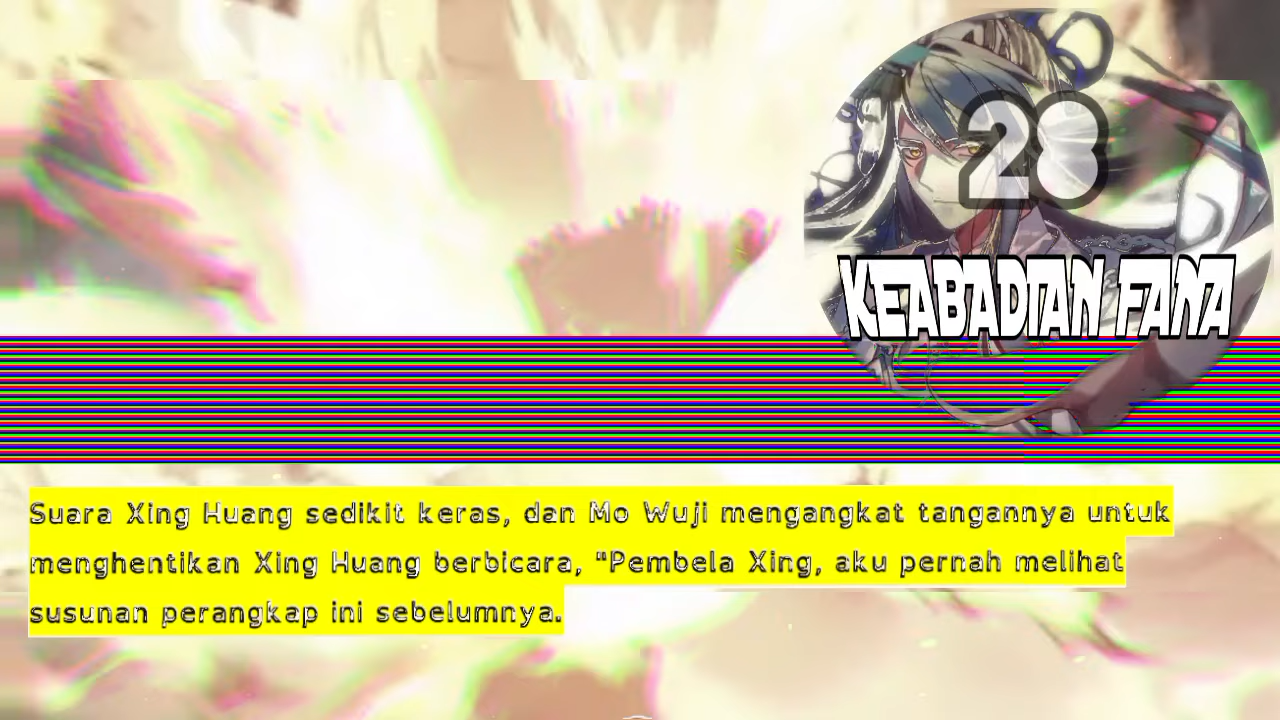 28
KEABADIAN FANA
Suara Xing Huang sedikit keras, dan Mo Wuji mengangkat tangannya untuk
menghentikan Xing Huang berbicara, "Pembela Xing, aku pernah melihat
susunan perangkap ini sebelumnya.